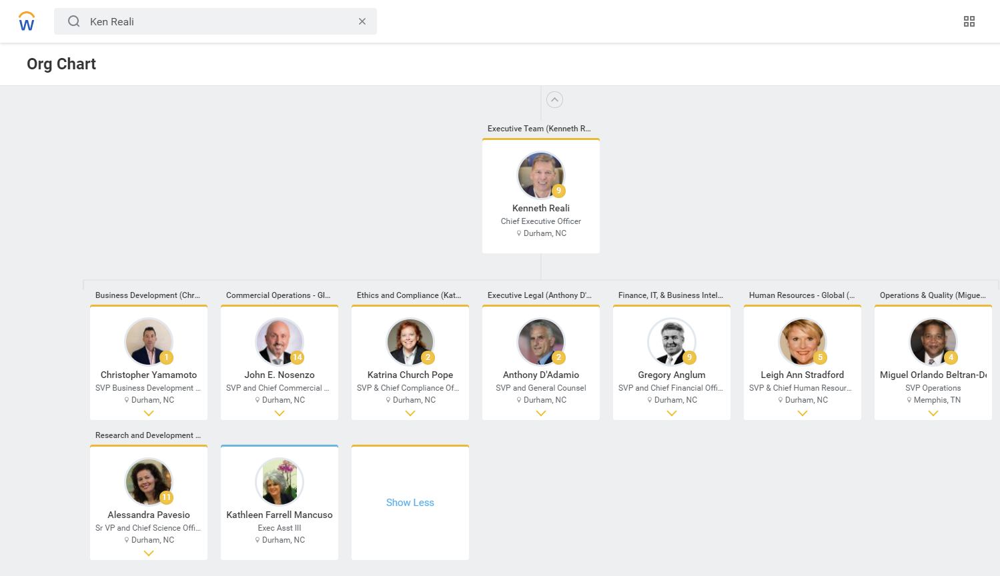 W
Ken Reali
Org Chart
Executive Team (Kenneth R...
9
Kenneth Reali
Chief Executive Officer
Durham, NC
Business Development (Chr...
1
Christopher Yamamoto
SVP Business Development ...
Durham, NC
Commercial Operations - Gl...
14
John E. Nosenzo
SVP and Chief Commercial ...
Durham, NC
Ethics and Compliance (Kat...
2
Katrina Church Pope
SVP & Chief Compliance Of...
Durham, NC
Executive Legal (Anthony D'...
2
Anthony D'Adamio
SVP and General Counsel
Durham, NC
Finance, IT, & Business Intel...
9
Gregory Anglum
SVP and Chief Financial Offi...
Durham, NC
Human Resources - Global (...
5
Leigh Ann Stradford
SVP & Chief Human Resour...
Durham, NC
Operations & Quality (Migue...
4
Miguel Orlando Beltran-De
SVP Operations
Memphis, TN
Research and Development ...
11
Alessandra Pavesio
Sr VP and Chief Science Offi...
Durham, NC
Kathleen Farrell Mancuso
Exec Asst III
Durham, NC
Show Less